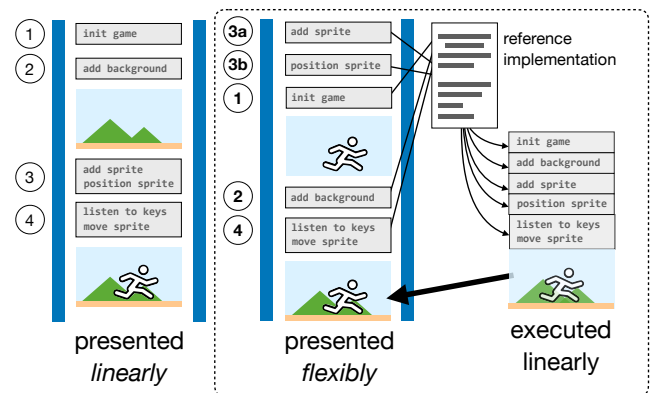 1
init game
2
add background
3
add sprite
position sprite
4
listen to keys
move sprite
presented
linearly
3a
add sprite
3b
position sprite
1
init game
2
add background
4
listen to keys
move sprite
presented
flexibly
reference
implementation
init game
add background
add sprite
position sprite
listen to keys
move sprite
executed
linearly